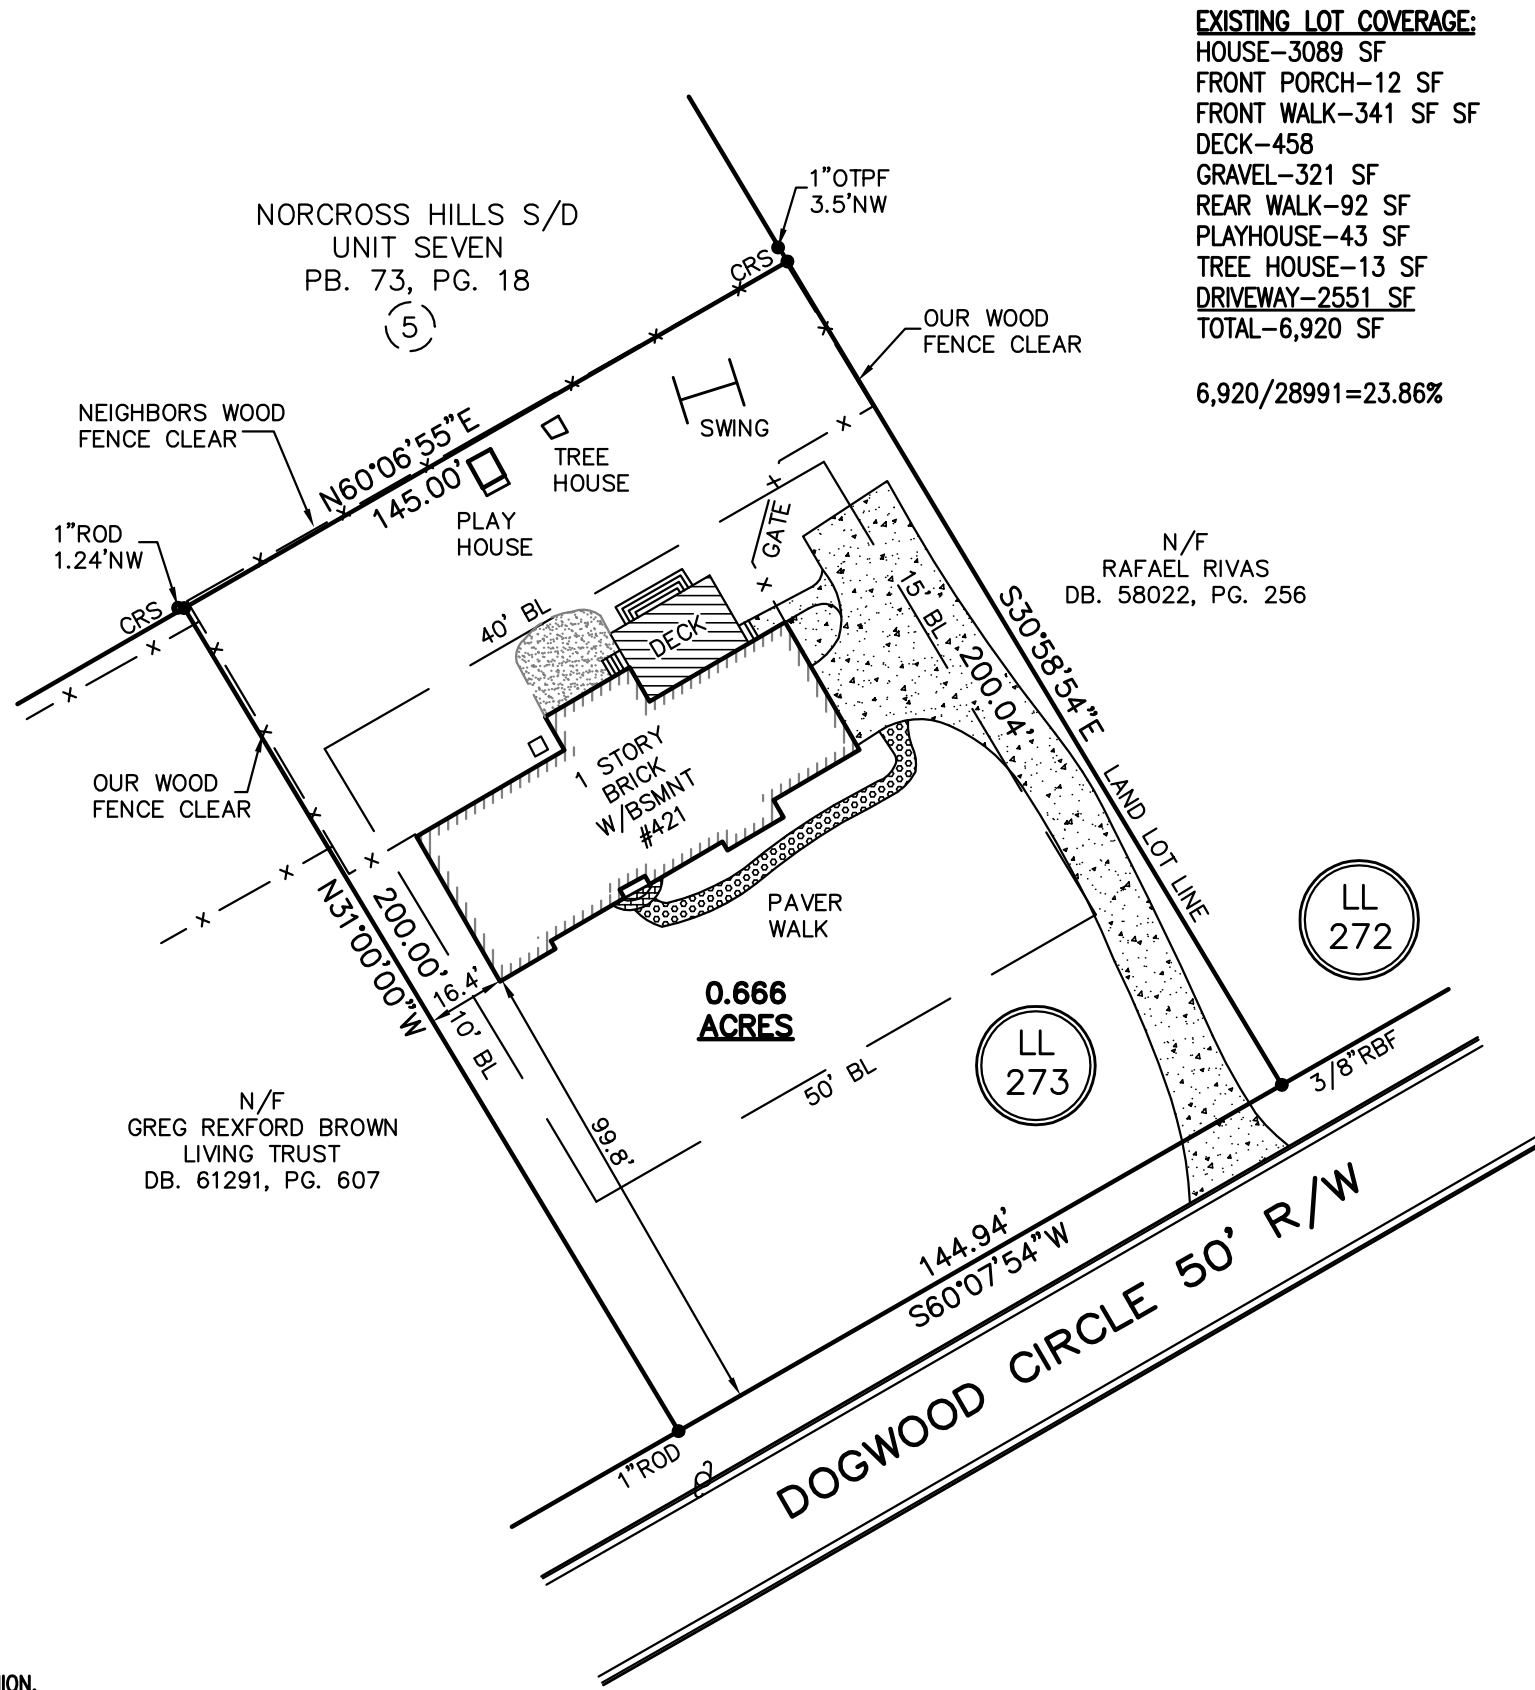 EXISTING LOT COVERAGE:
HOUSE-3089 SF
FRONT PORCH-12 SF
FRONT WALK-341 SF SF
DECK-458
GRAVEL-321 SF
REAR WALK-92 SF
PLAYHOUSE-43 SF
TREE HOUSE-13 SF
DRIVEWAY-2551 SF
TOTAL-6,920 SF
6,920/28991=23.86%
1"OTPF
3.5'NW
NORCROSS HILLS S/D
UNIT SEVEN
PB. 73, PG. 18
5
CRS
OUR WOOD
FENCE CLEAR
NEIGHBORS WOOD
FENCE CLEAR
N60°06'55"E
145.00'
SWING
TREE
HOUSE
PLAY
HOUSE
GATE
1"ROD
1.24'NW
CRS
N/F
RAFAEL RIVAS
DB. 58022, PG. 256
40' BL
DECK
15' BL
S30°58'54"E
200.04'
LAND LOT LINE
OUR WOOD
FENCE CLEAR
1 STORY
BRICK
W/BSMNT
#421
PAVER
WALK
N31°00'00"W
200.00'
16.4'
10' BL
0.666
ACRES
LL
272
LL
273
50' BL
3/8"RBF
N/F
GREG REXFORD BROWN
LIVING TRUST
DB. 61291, PG. 607
99.8'
144.94'
S60°07'54"W
1"ROD
DOGWOOD CIRCLE 50' R/W